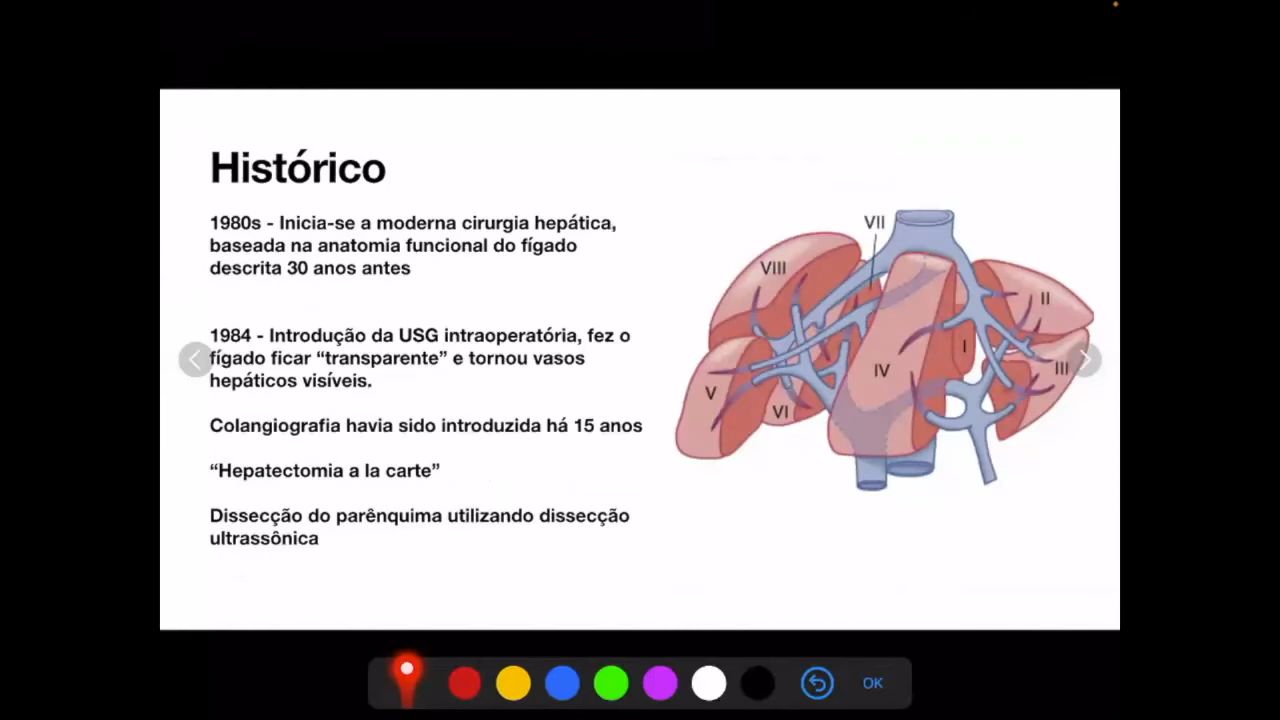 Histórico
1980s - Inicia-se a moderna cirurgia hepática,
baseada na anatomia funcional do fígado
descrita 30 anos antes
1984 - Introdução da USG intraoperatória, fez o
fígado ficar “transparente” e tornou vasos
hepáticos visíveis.
Colangiografia havia sido introduzida há 15 anos
“Hepatectomia a la carte”
Dissecção do parênquima utilizando dissecção
ultrassônica
VII
VIII
II
I
III
IV
V
VI
OK